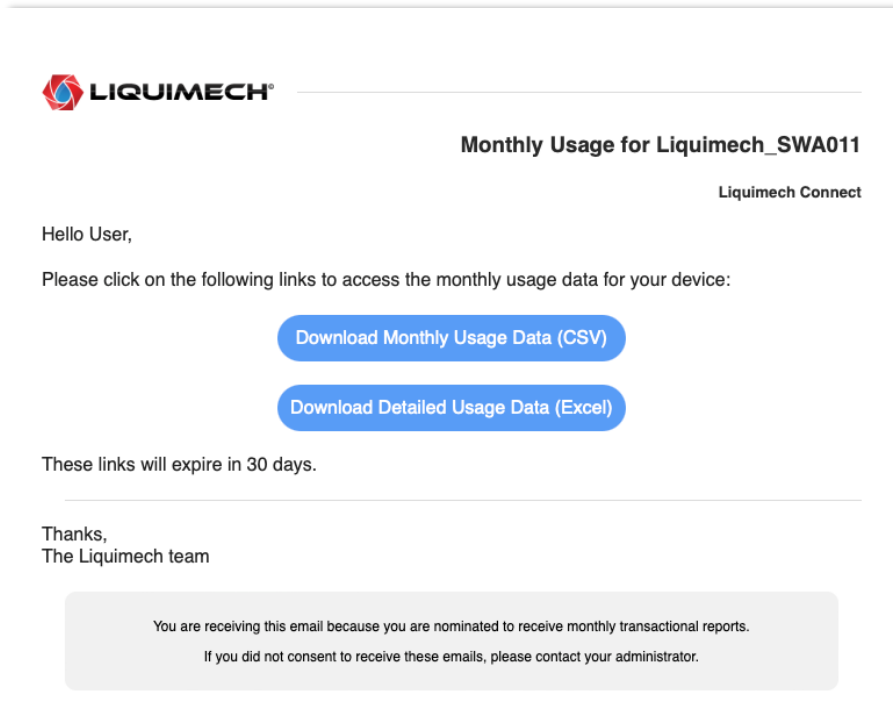 LIQUIMECH®
Monthly Usage for Liquimech_SWA011
Liquimech Connect
Hello User,
Please click on the following links to access the monthly usage data for your device:
Download Monthly Usage Data (CSV)
Download Detailed Usage Data (Excel)
These links will expire in 30 days.
Thanks,
The Liquimech team
You are receiving this email because you are nominated to receive monthly transactional reports.
If you did not consent to receive these emails, please contact your administrator.